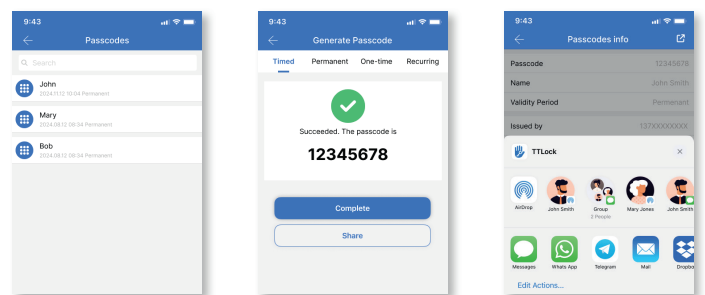 9:43
Passcodes
Search
John
2024.11.12 10:04 Permanent
Mary
2024.08.12 08:34 Permanent
Bob
2024.08.12 08:34 Permanent
9:43
Generate Passcode
Timed Permanent One-time Recurring
Succeeded. The passcode is
12345678
Complete
Share
9:43
Passcodes info
Passcode 12345678
Name John Smith
Validity Period Permenant
Issued by 137XXXXXXXX
TTLock
AirDrop John Smith Group Mary Jones John Smith
2 People
Messages Whats App Telegram Mail Dropbo
Edit Actions...